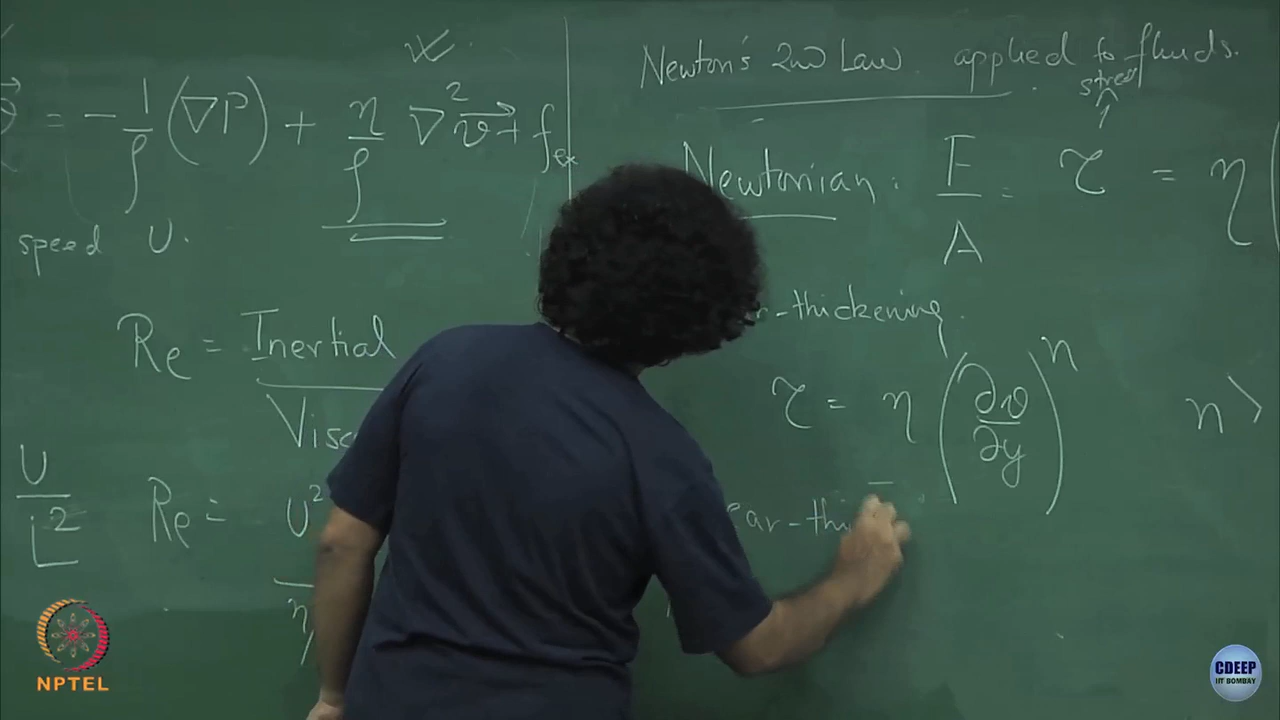 = - 1/ρ (∇P) + η/ρ ∇² v⃗ + f_ex
speed U.
Re = Inertial
Visc
U/L²
Re = U²
η/
Newton's 2nd Law applied to fluids.
stress
Newtonian: F/A = τ = η(
r-thickening.
τ = η (∂v/∂y)^n n >
ear-thi
NPTEL
CDEEP
IIT BOMBAY